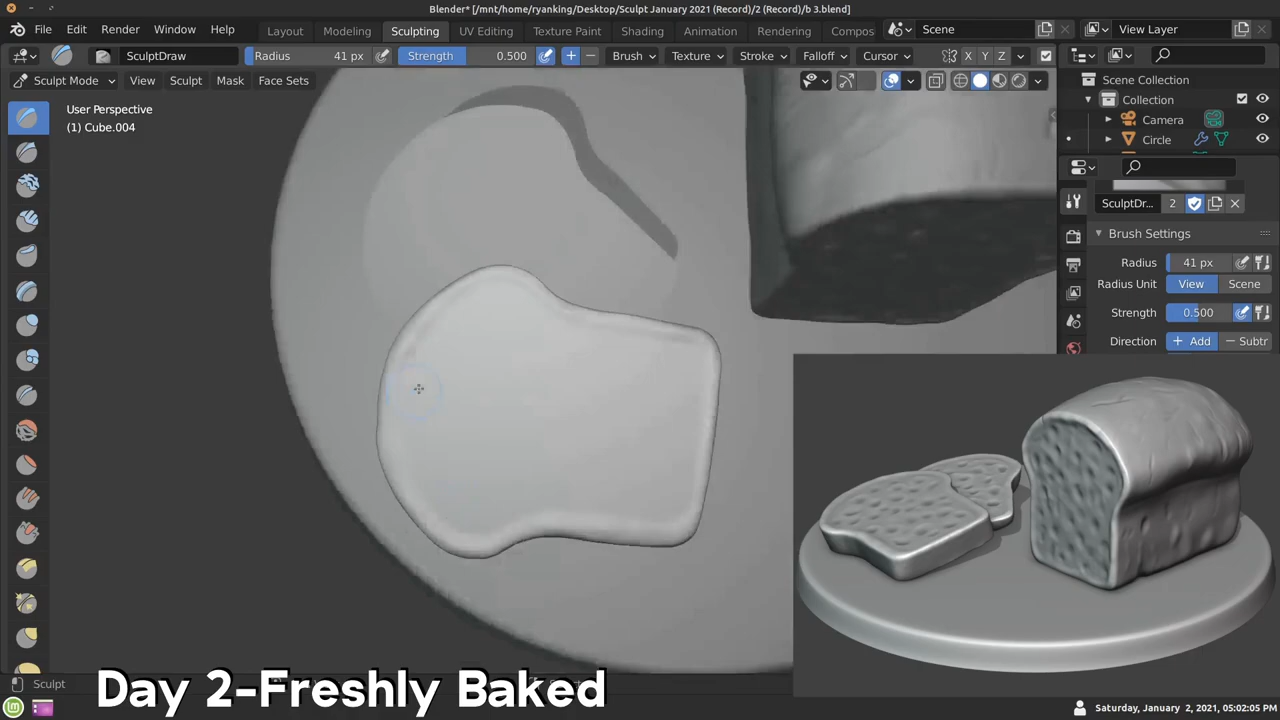 Blender* [/mnt/home/ryanking/Desktop/Sculpt January 2021 (Record)/2 (Record)/b 3.blend]
File Edit Render Window Help Layout Modeling Sculpting UV Editing Texture Paint Shading Animation Rendering Compos Scene View Layer
SculptDraw Radius 41 px Strength 0.500 Brush Texture Stroke Falloff Cursor X Y Z
Sculpt Mode View Sculpt Mask Face Sets
Scene Collection
Collection
Camera
Circle
User Perspective
(1) Cube.004
SculptDr... 2
Brush Settings
Radius 41 px
Radius Unit View Scene
Strength 0.500
Direction + Add − Subtr
Sculpt
Day 2-Freshly Baked
Saturday, January 2, 2021, 05:02:05 PM